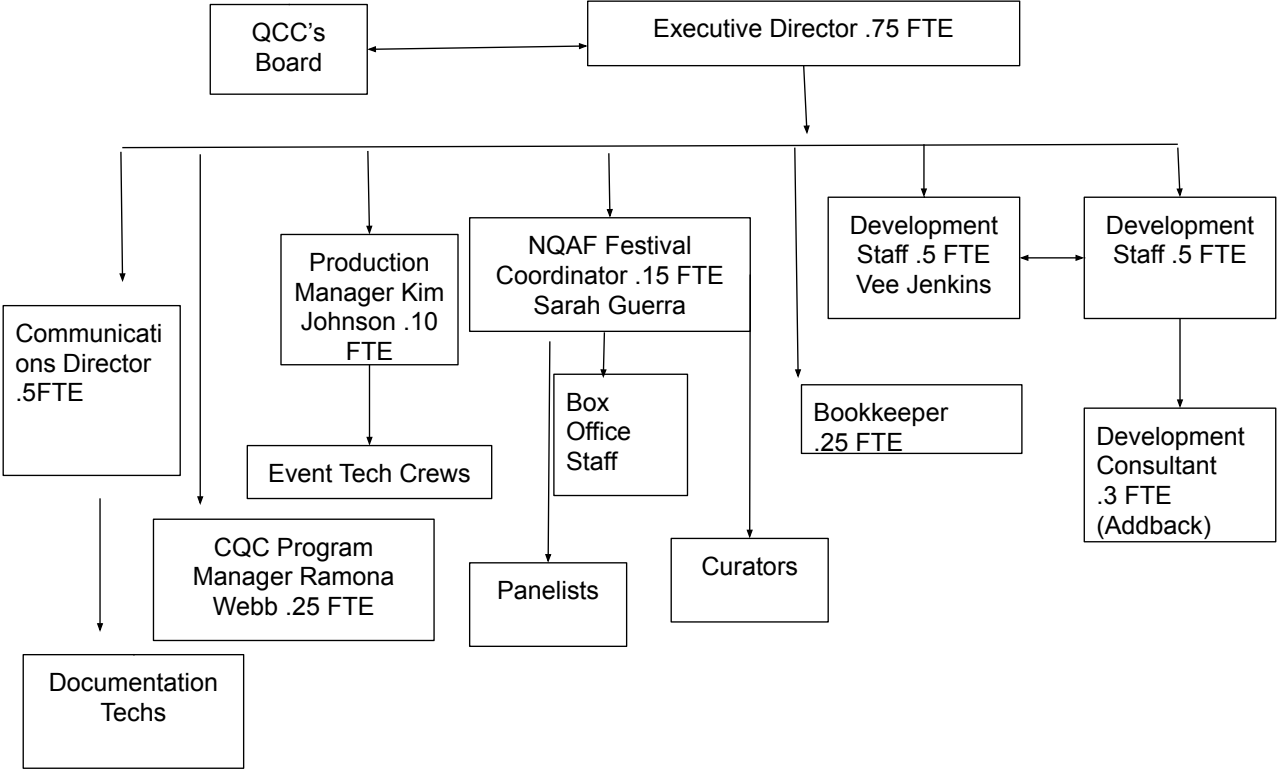 QCC's
Board
Executive Director .75 FTE
Development
Staff .5 FTE
Vee Jenkins
Development
Staff .5 FTE
NQAF Festival
Coordinator .15 FTE
Sarah Guerra
Production
Manager Kim
Johnson .10
FTE
Communicati
ons Director
.5FTE
Box
Office
Staff
Bookkeeper
.25 FTE
Development
Consultant
.3 FTE
(Addback)
Event Tech Crews
CQC Program
Manager Ramona
Webb .25 FTE
Panelists
Curators
Documentation
Techs